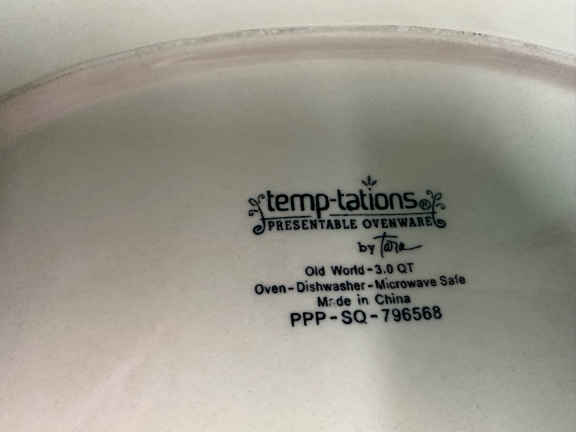 temp-tations®
PRESENTABLE OVENWARE
by Tara
Old World - 3.0 QT
Oven - Dishwasher - Microwave Safe
Made in China
PPP - SQ - 796568